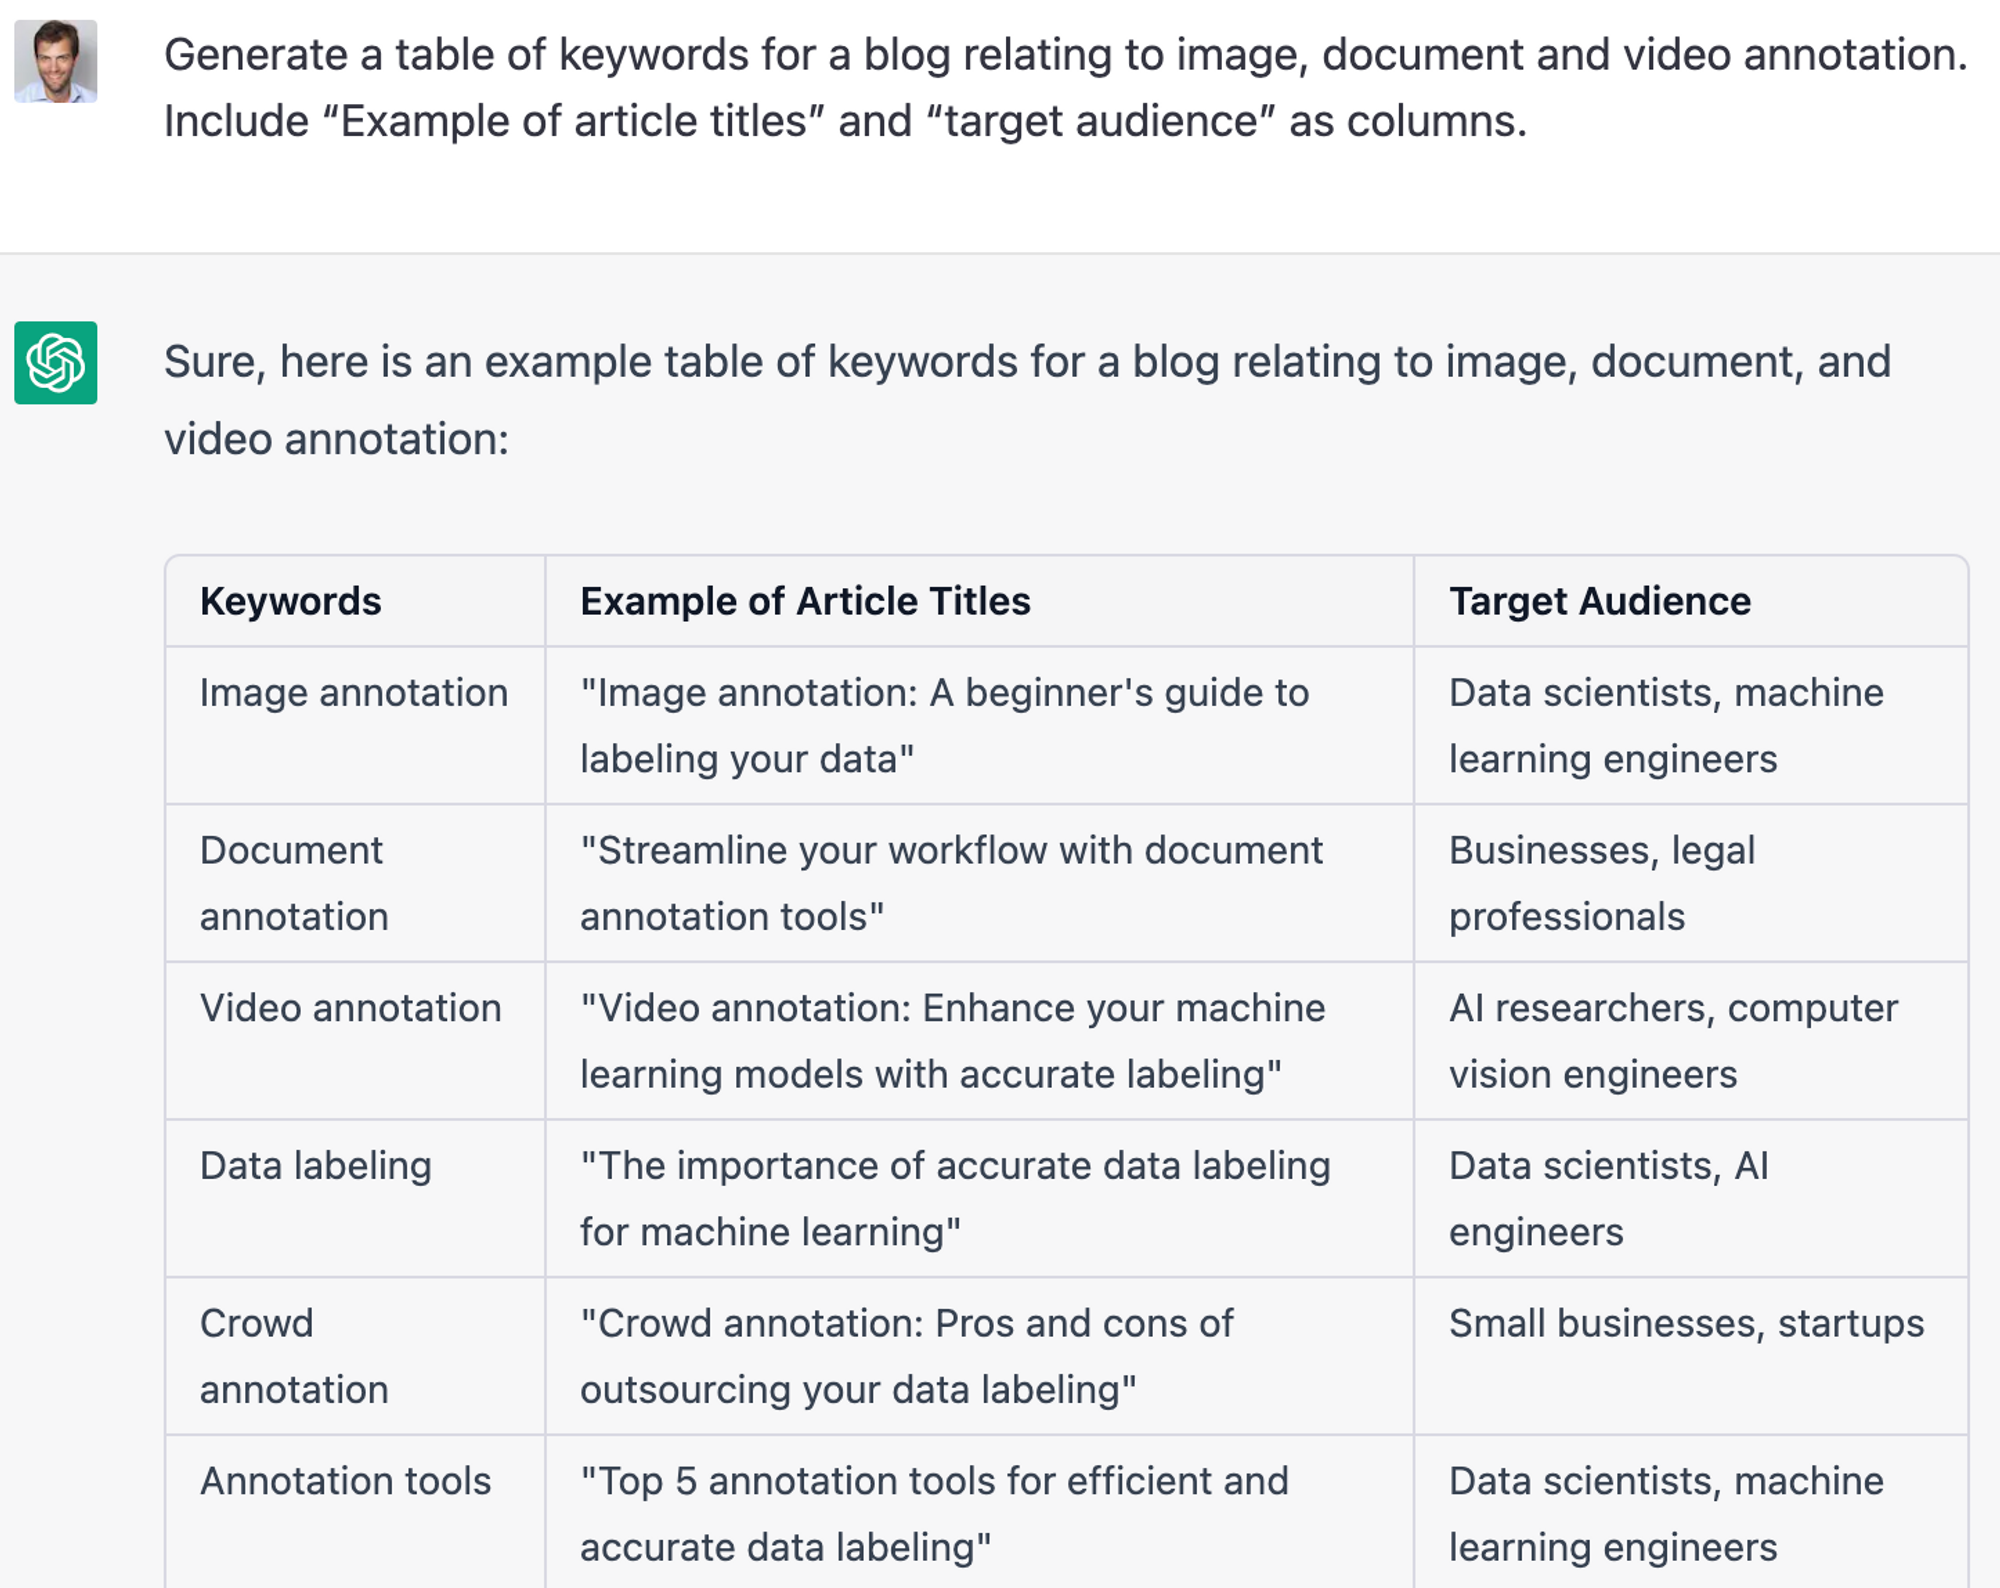 Generate a table of keywords for a blog relating to image, document and video annotation.
Include “Example of article titles” and “target audience” as columns.
Sure, here is an example table of keywords for a blog relating to image, document, and
video annotation:
Keywords
Example of Article Titles
Target Audience
Image annotation
"Image annotation: A beginner's guide to
labeling your data"
Data scientists, machine
learning engineers
Document
annotation
"Streamline your workflow with document
annotation tools"
Businesses, legal
professionals
Video annotation
"Video annotation: Enhance your machine
learning models with accurate labeling"
AI researchers, computer
vision engineers
Data labeling
"The importance of accurate data labeling
for machine learning"
Data scientists, AI
engineers
Crowd
annotation
"Crowd annotation: Pros and cons of
outsourcing your data labeling"
Small businesses, startups
Annotation tools
"Top 5 annotation tools for efficient and
accurate data labeling"
Data scientists, machine
learning engineers